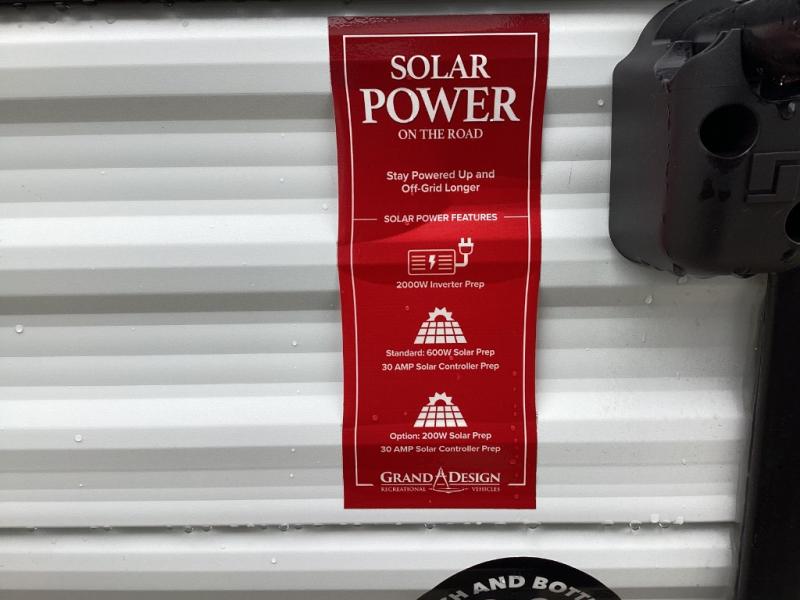 SOLAR
POWER
ON THE ROAD
Stay Powered Up and
Off-Grid Longer
SOLAR POWER FEATURES
2000W Inverter Prep
Standard: 600W Solar Prep
30 AMP Solar Controller Prep
Option: 200W Solar Prep
30 AMP Solar Controller Prep
GRAND DESIGN
RECREATIONAL VEHICLES
AND